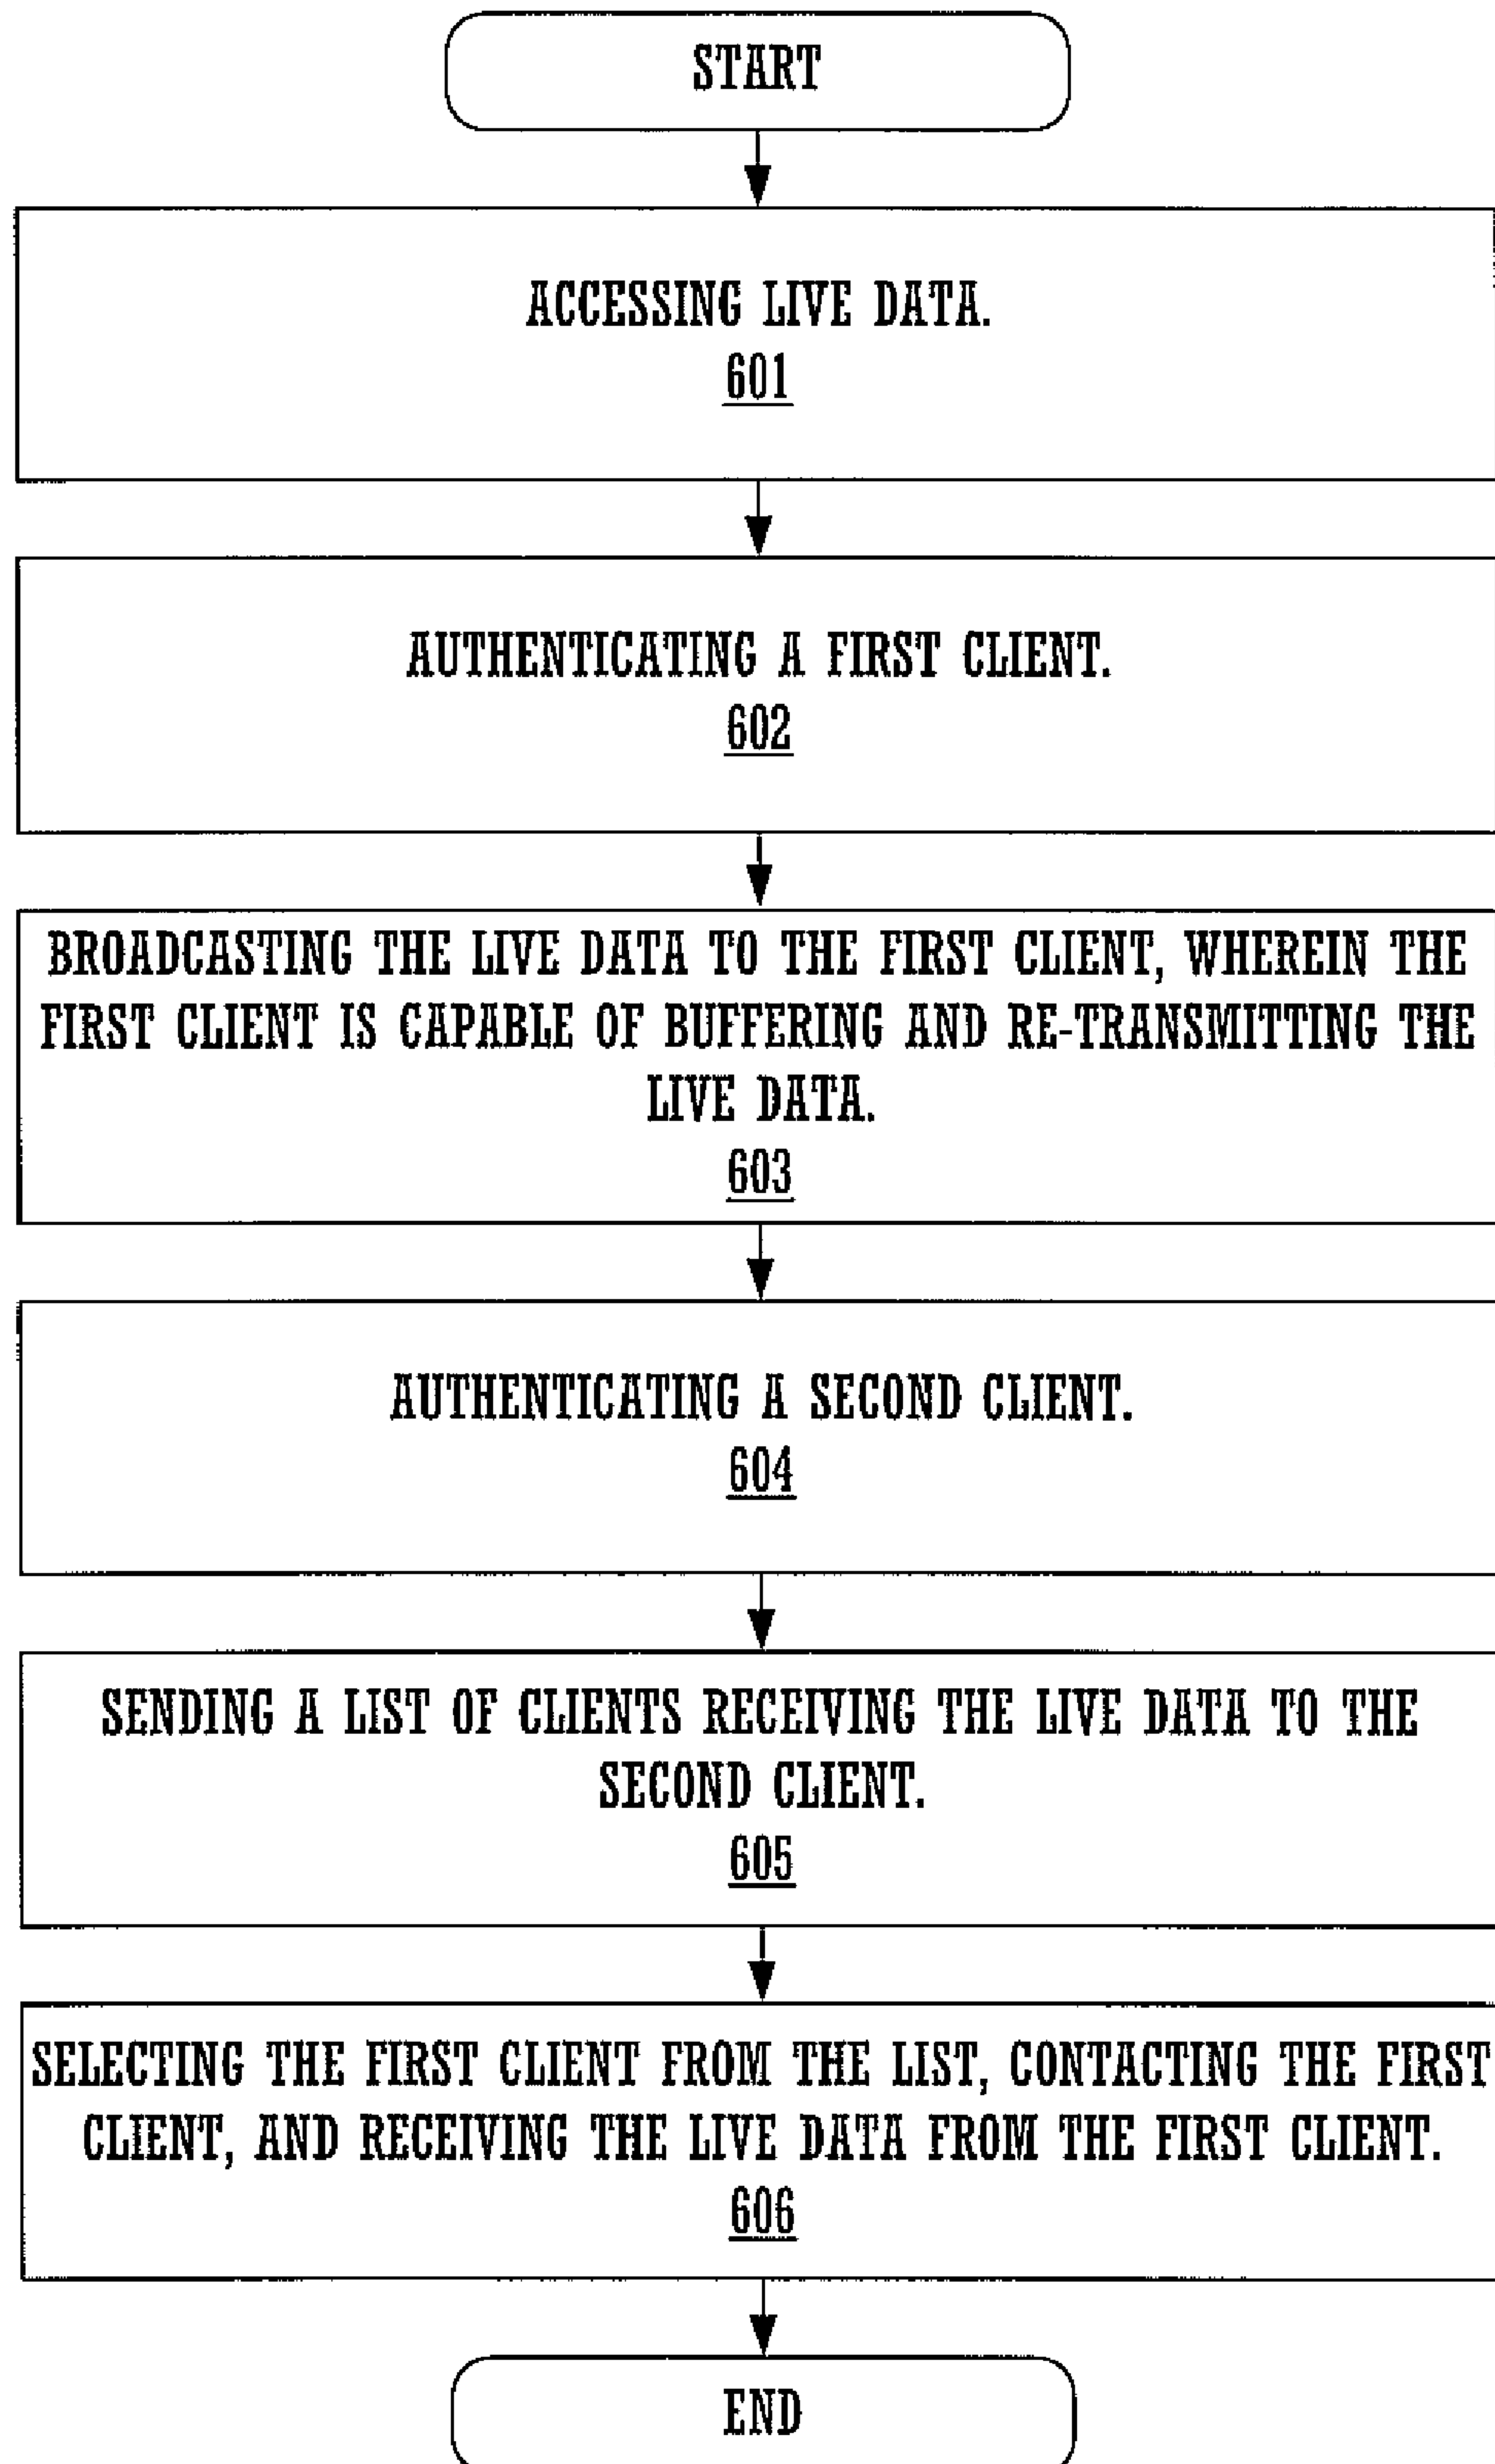 START
ACCESSING LIVE DATA.
601
AUTHENTICATING A FIRST CLIENT.
602
BROADCASTING THE LIVE DATA TO THE FIRST CLIENT, WHEREIN THE
FIRST CLIENT IS CAPABLE OF BUFFERING AND RE-TRANSMITTING THE
LIVE DATA.
603
AUTHENTICATING A SECOND CLIENT.
604
SENDING A LIST OF CLIENTS RECEIVING THE LIVE DATA TO THE
SECOND CLIENT.
605
SELECTING THE FIRST CLIENT FROM THE LIST, CONTACTING THE FIRST
CLIENT, AND RECEIVING THE LIVE DATA FROM THE FIRST CLIENT.
606
END